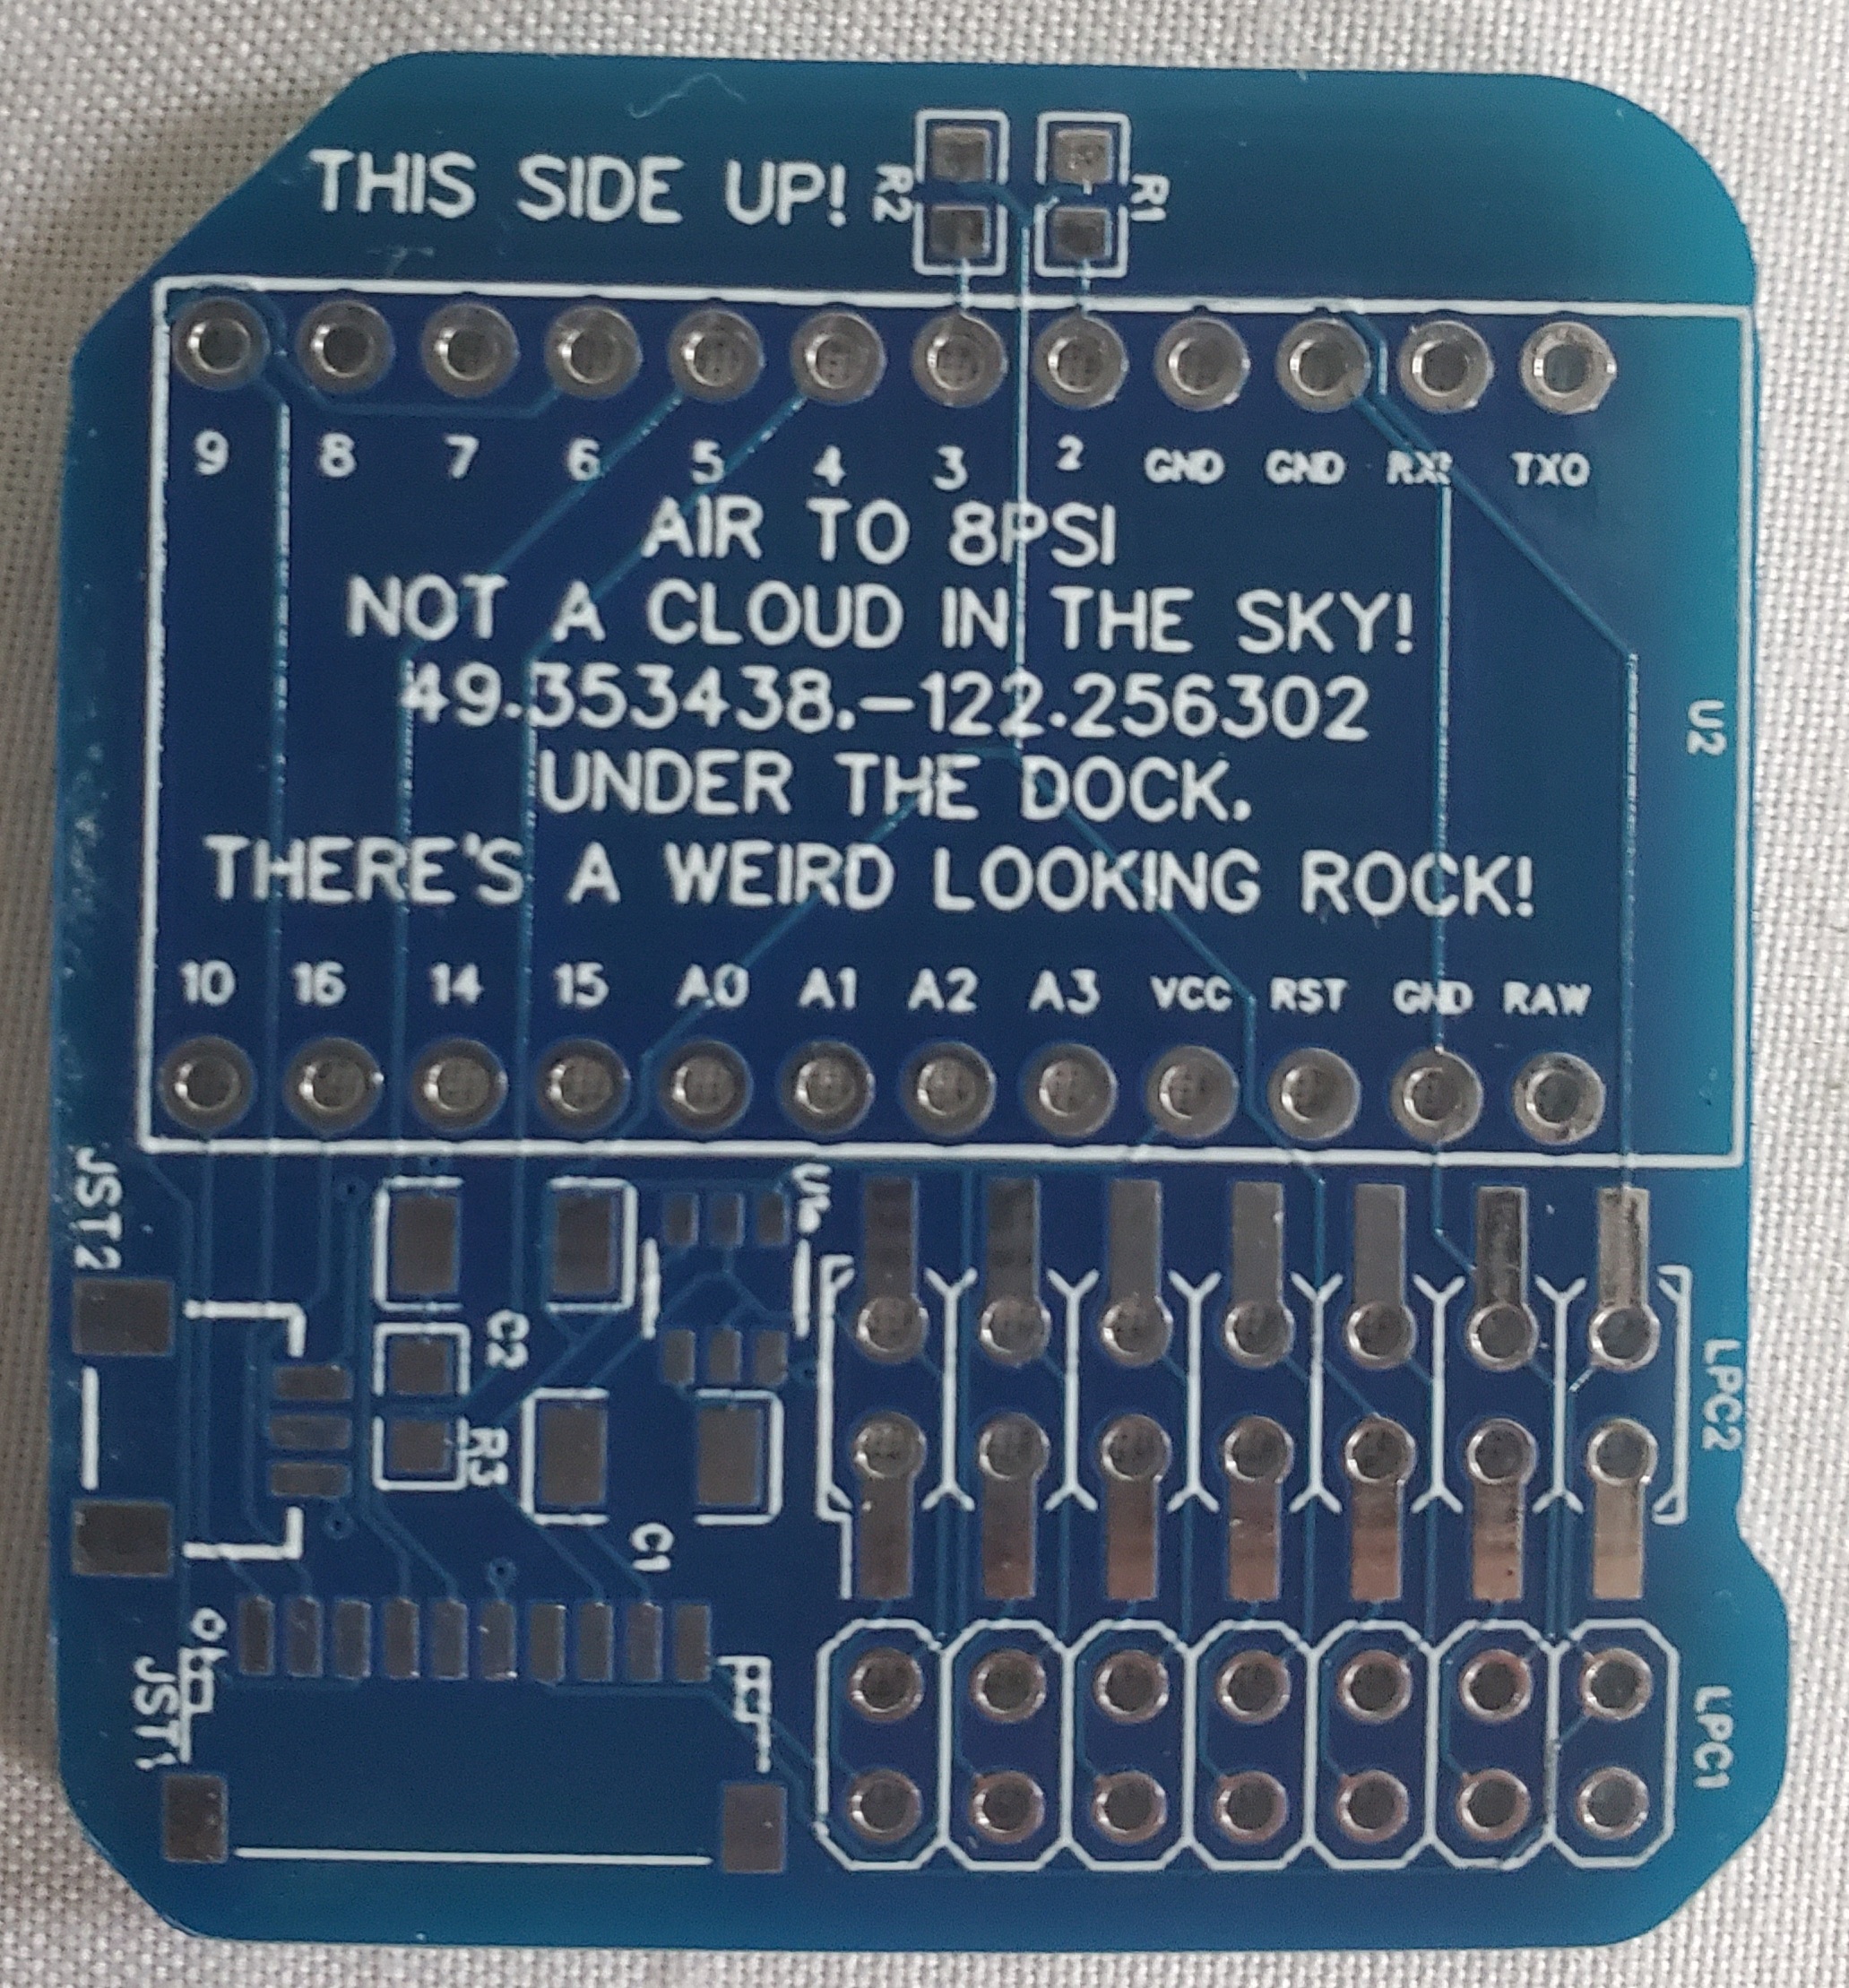 THIS SIDE UP!
R2
R1
9 8 7 6 5 4 3 2 GND GND RXI TXO
AIR TO 8PSI
NOT A CLOUD IN THE SKY!
49.353438.-122.256302
UNDER THE DOCK.
THERE'S A WEIRD LOOKING ROCK!
U2
10 16 14 15 A0 A1 A2 A3 VCC RST GND RAW
JST2
C2
R3
C1
LPC2
JST1
LPC1